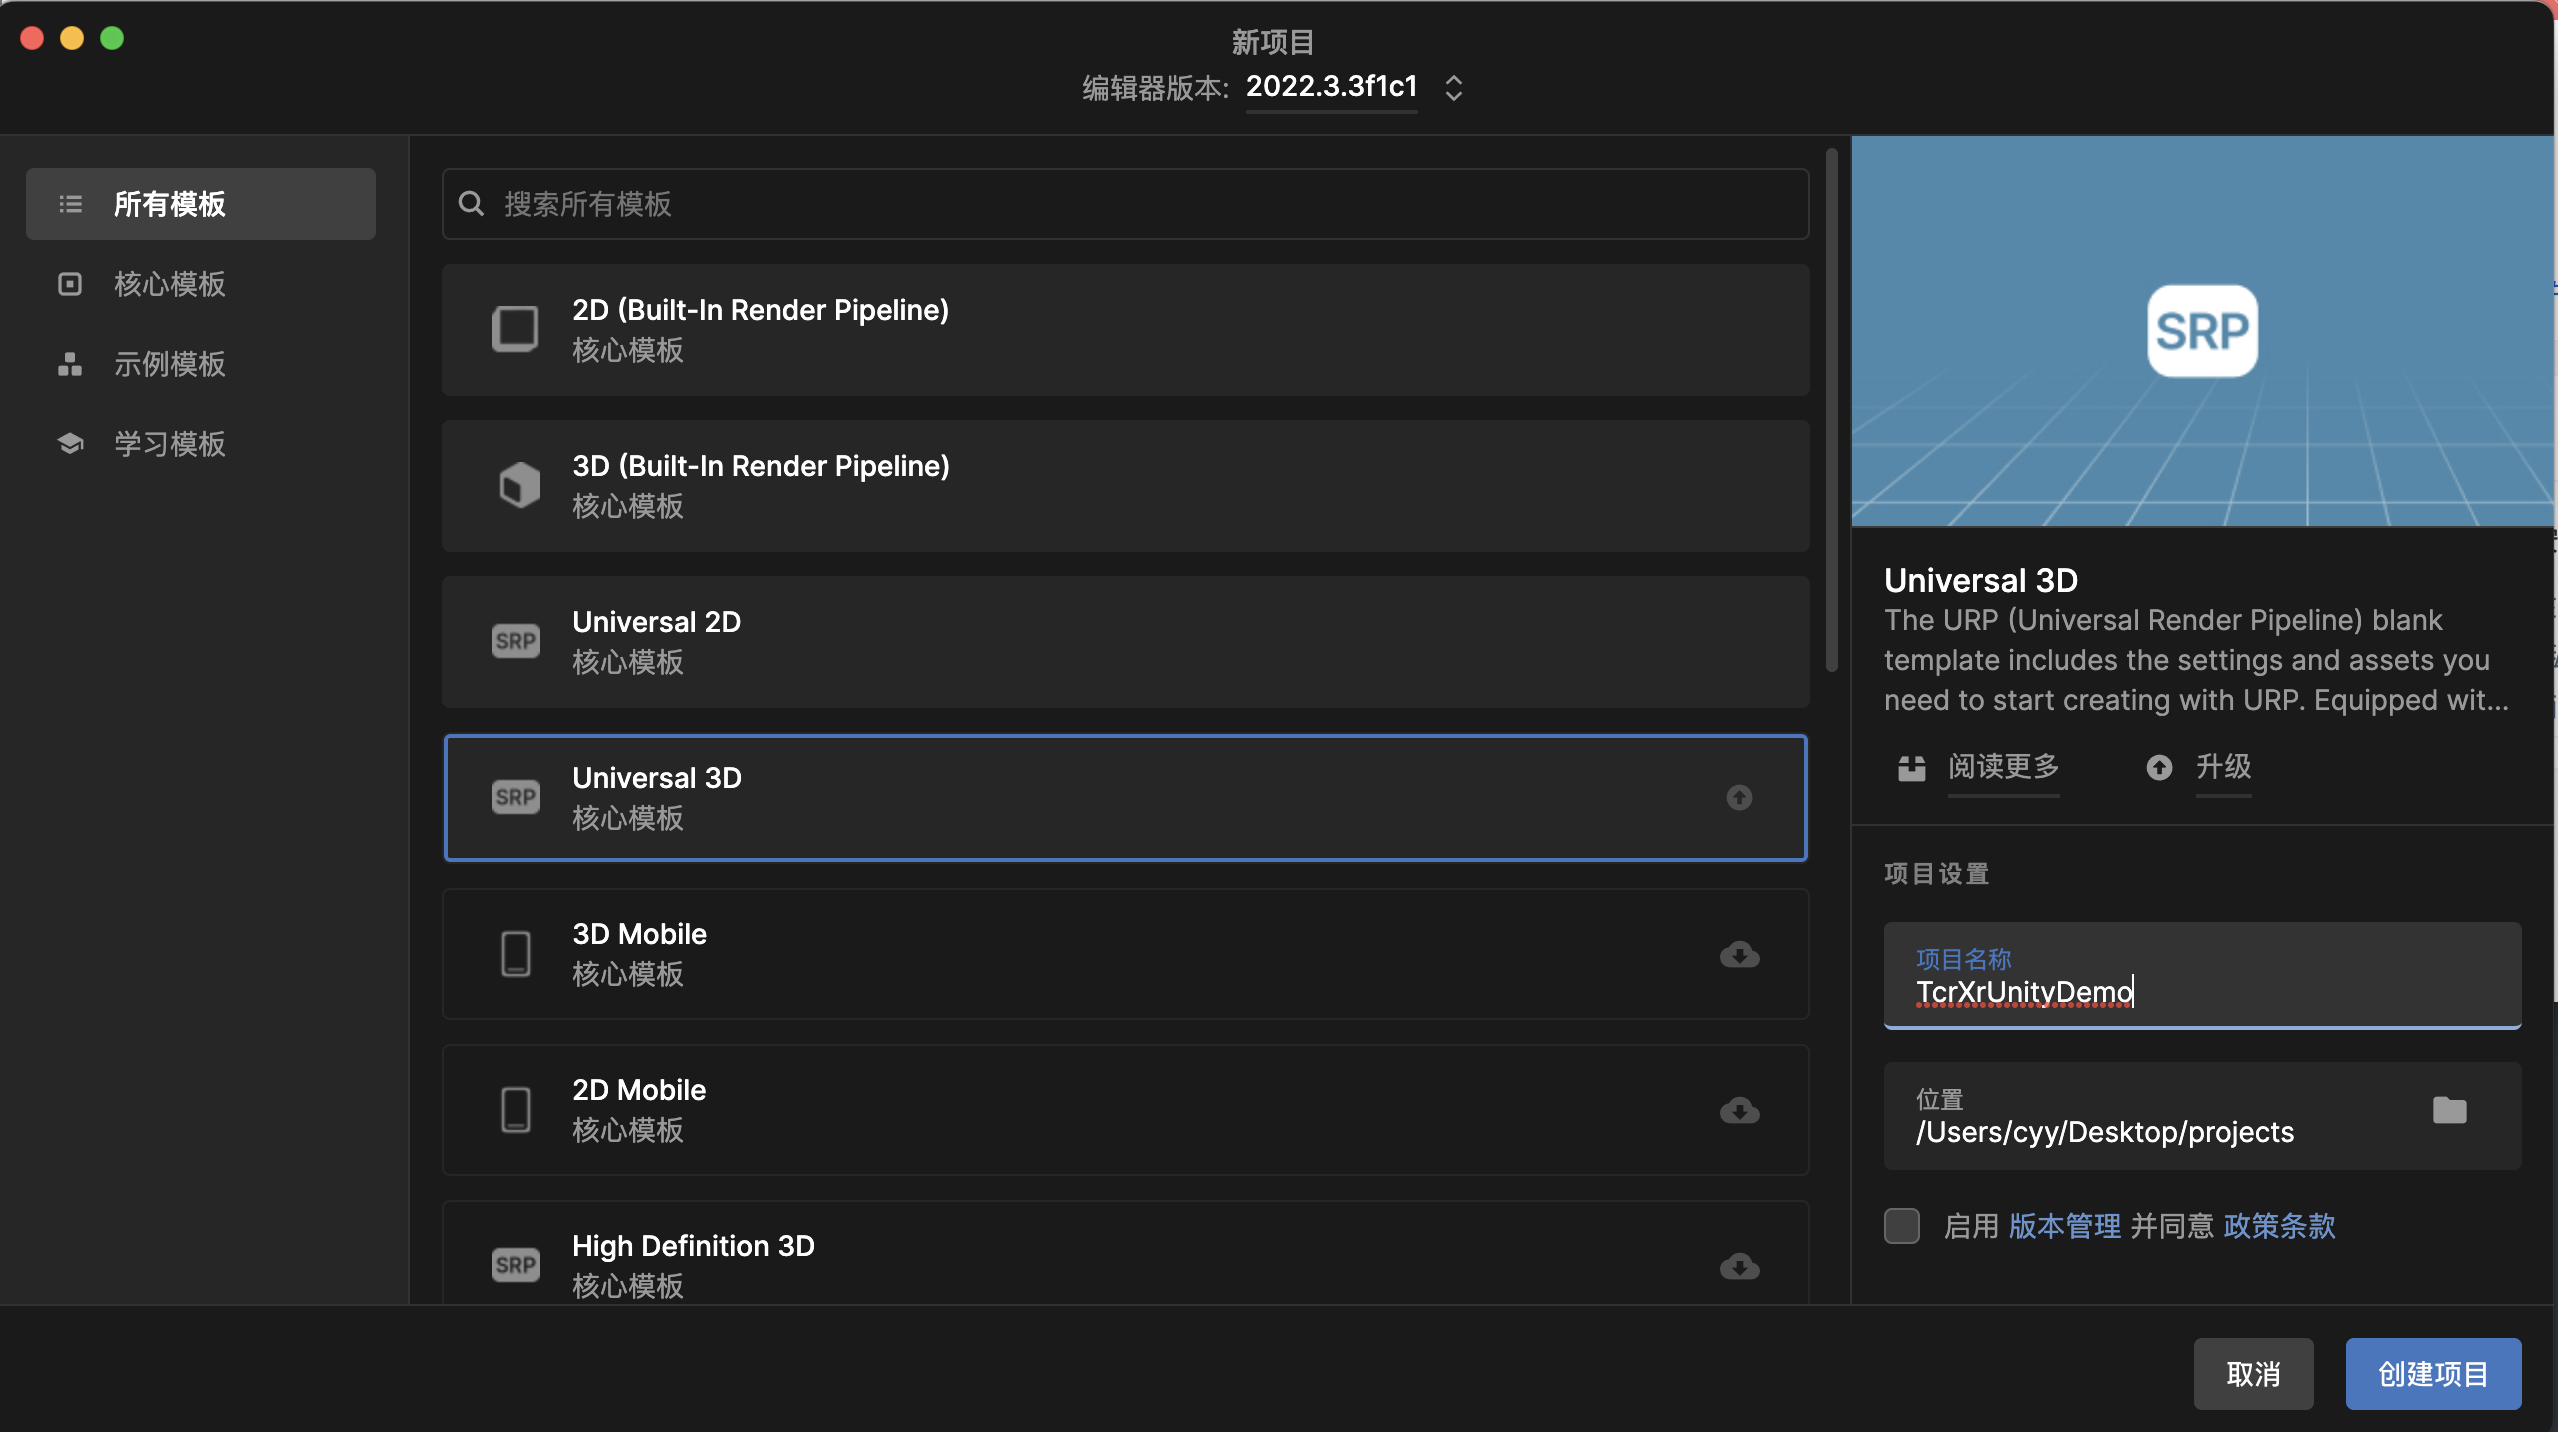 新项目
编辑器版本: 2022.3.3f1c1
所有模板
核心模板
示例模板
学习模板
搜索所有模板
2D (Built-In Render Pipeline)
核心模板
3D (Built-In Render Pipeline)
核心模板
SRP
Universal 2D
核心模板
SRP
Universal 3D
核心模板
3D Mobile
核心模板
2D Mobile
核心模板
SRP
High Definition 3D
核心模板
SRP
Universal 3D
The URP (Universal Render Pipeline) blank
template includes the settings and assets you
need to start creating with URP. Equipped wit...
阅读更多
升级
项目设置
项目名称
TcrXrUnityDemo
位置
/Users/cyy/Desktop/projects
启用 版本管理 并同意 政策条款
取消
创建项目